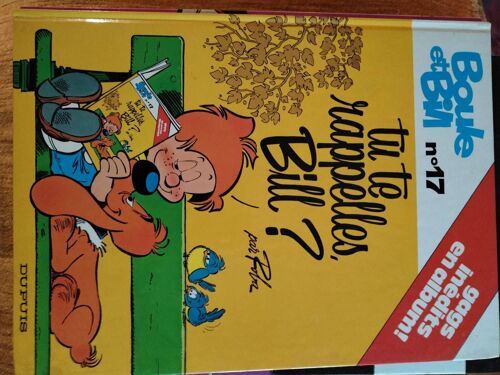 Boule
et Bill
n°17
tu te
rappelles,
Bill ?
par Roba
gags
inédits
en album!
DUPUIS